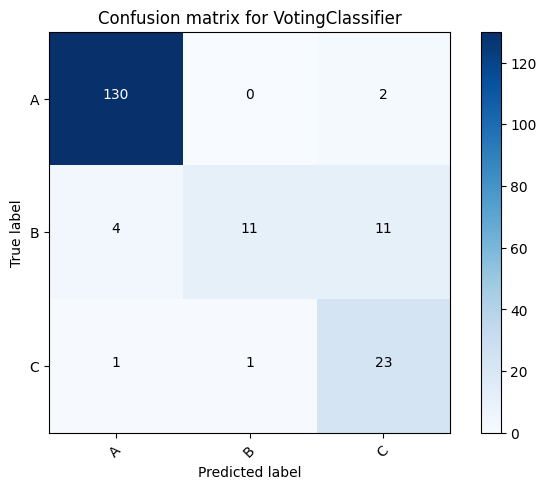 Confusion matrix for VotingClassifier
True label
A
130
0
2
B
4
11
11
C
1
1
23
A
B
C
Predicted label
120
100
80
60
40
20
0